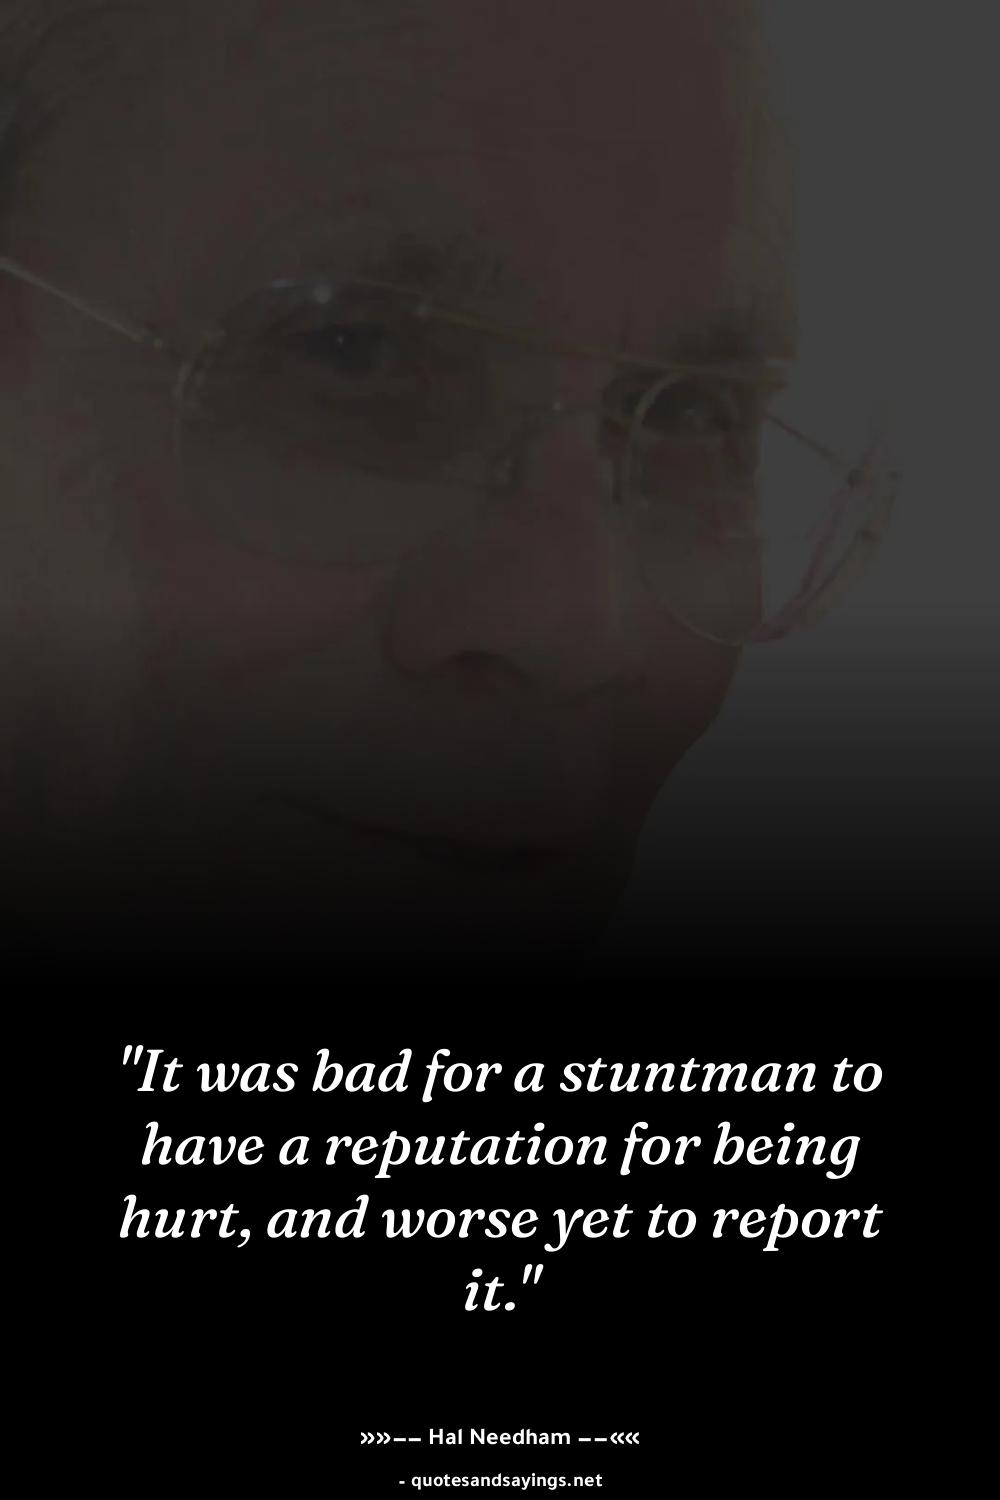 "It was bad for a stuntman to
have a reputation for being
hurt, and worse yet to report
it."
»»−− Hal Needham −−««
- quotesandsayings.net